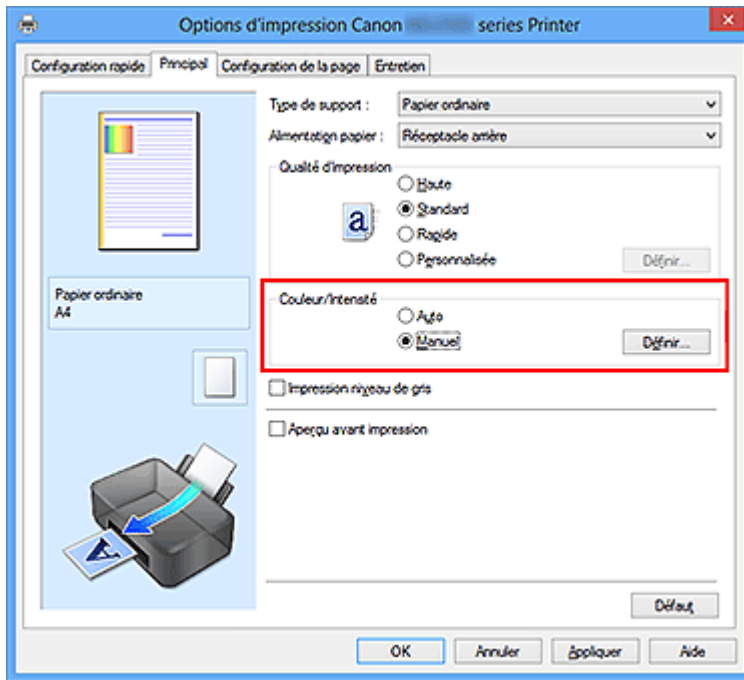 Options d'impression Canon series Printer
Configuration rapide Principal Configuration de la page Entretien
Type de support : Papier ordinaire
Alimentation papier : Réceptacle arrière
Qualité d'impression
Haute
a Standard
Rapide
Personnalisée Définir...
Papier ordinaire
A4
Couleur/Intensité
Auto
Manuel Définir...
Impression niveau de gris
Aperçu avant impression
A
Défaut
OK Annuler Appliquer Aide